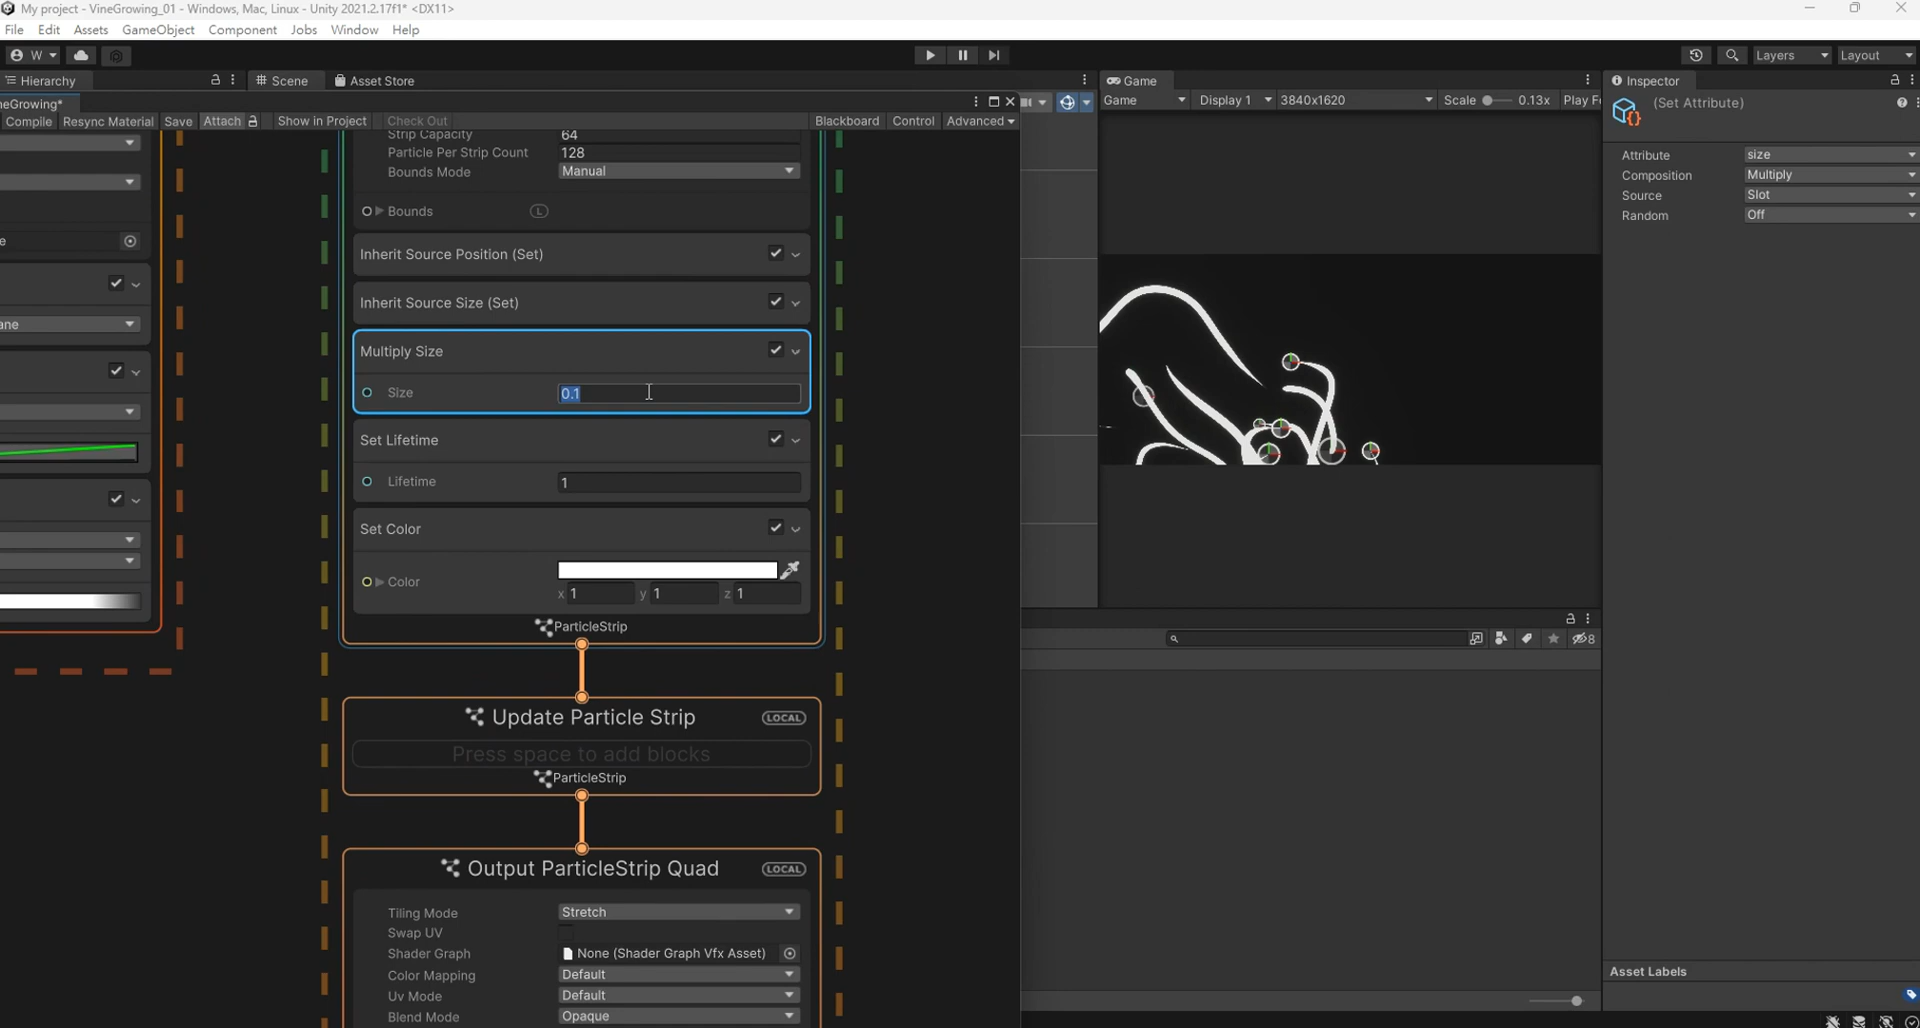 My project - VineGrowing_01 - Windows, Mac, Linux - Unity 2021.2.17f1* <DX11>
File Edit Assets GameObject Component Jobs Window Help
W Layers Layout
Hierarchy Scene Asset Store Game Inspector
neGrowing*
Game Display 1 3840x1620 Scale 0.13x Play Fo
(Set Attribute)
Compile Resync Material Save Attach Show in Project Check Out Blackboard Control Advanced
Strip Capacity 64
Particle Per Strip Count 128
Bounds Mode Manual
Bounds L
Attribute size
Composition Multiply
Source Slot
Random Off
e
Inherit Source Position (Set)
Inherit Source Size (Set)
ane
Multiply Size
Size 0.1
Set Lifetime
Lifetime 1
Set Color
Color
x 1 y 1 z 1
ParticleStrip
8
Update Particle Strip LOCAL
Press space to add blocks
ParticleStrip
Output ParticleStrip Quad LOCAL
Tiling Mode Stretch
Swap UV
Shader Graph None (Shader Graph Vfx Asset)
Color Mapping Default
Uv Mode Default
Blend Mode Opaque
Asset Labels